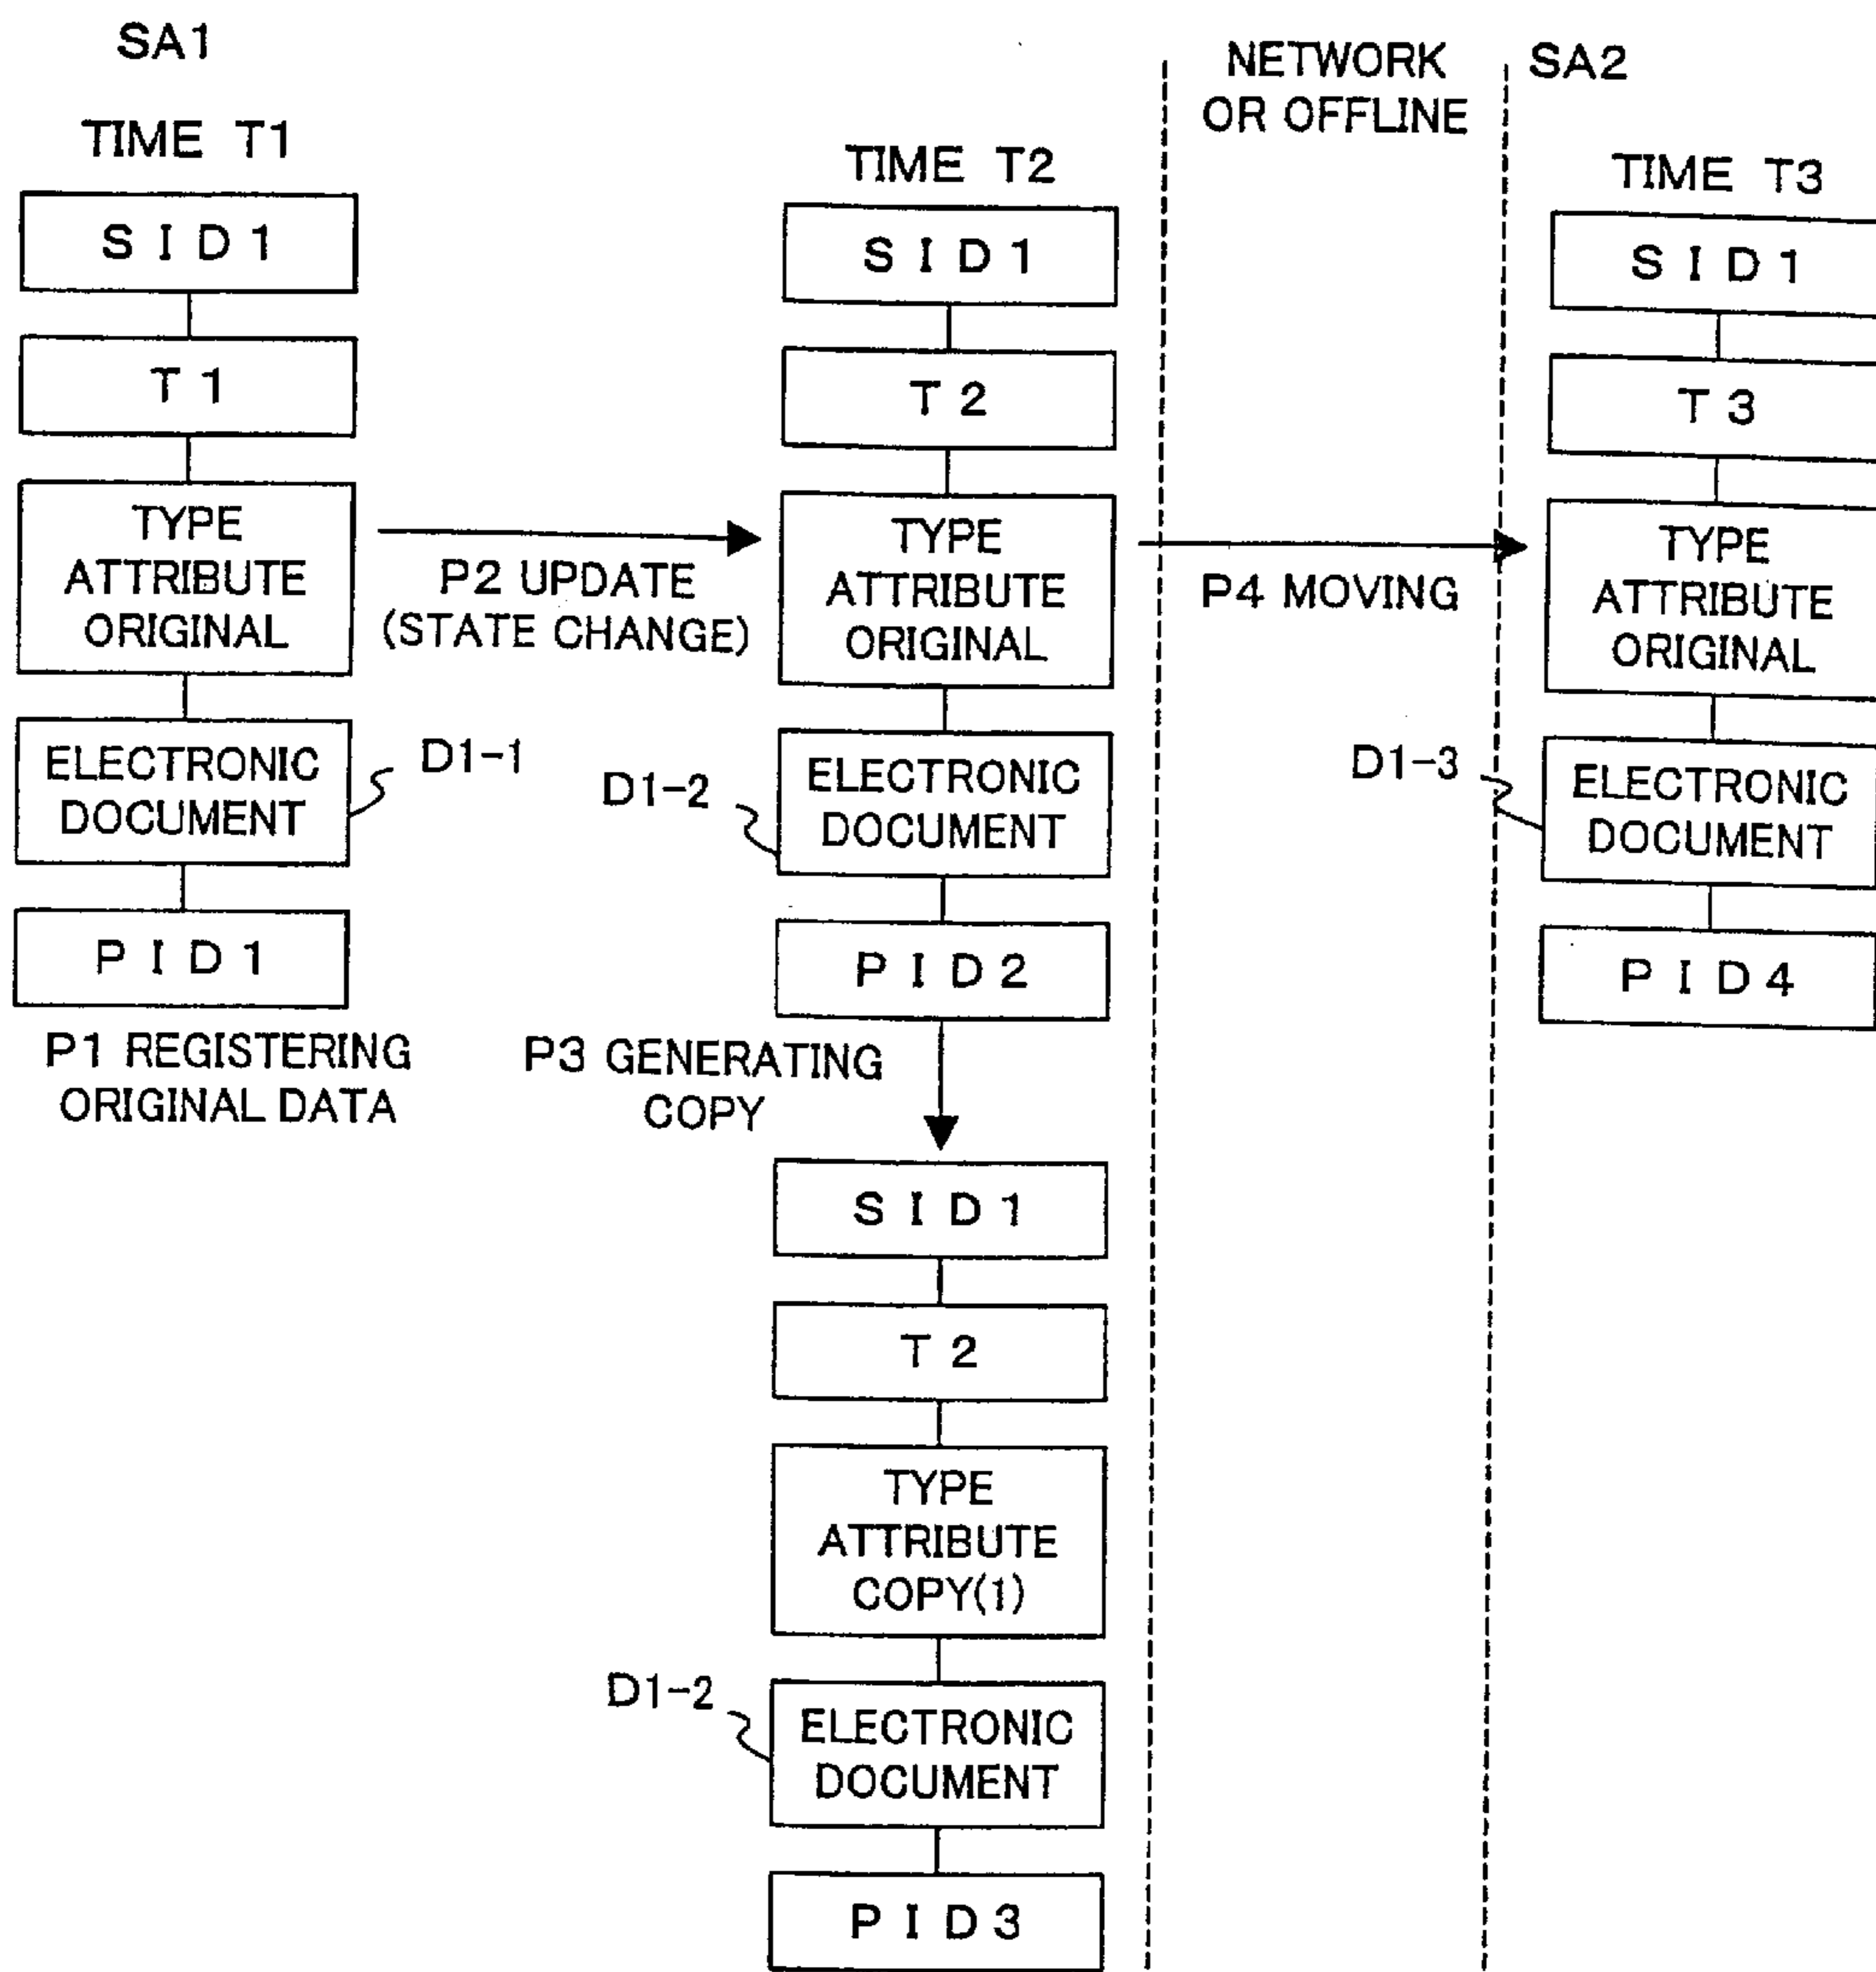 SA1
TIME T1
SID1
T1
TYPE
ATTRIBUTE
ORIGINAL
ELECTRONIC
DOCUMENT
D1-1
PID1
P1 REGISTERING
ORIGINAL DATA
P2 UPDATE
(STATE CHANGE)
TIME T2
SID1
T2
TYPE
ATTRIBUTE
ORIGINAL
D1-2
ELECTRONIC
DOCUMENT
PID2
P3 GENERATING
COPY
SID1
T2
TYPE
ATTRIBUTE
COPY(1)
D1-2
ELECTRONIC
DOCUMENT
PID3
NETWORK
OR OFFLINE
P4 MOVING
SA2
TIME T3
SID1
T3
TYPE
ATTRIBUTE
ORIGINAL
D1-3
ELECTRONIC
DOCUMENT
PID4